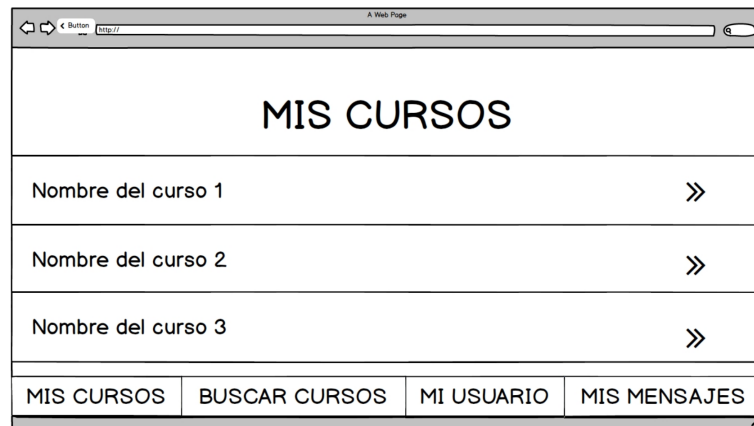 A Web Page
< Button
http://
MIS CURSOS
Nombre del curso 1
Nombre del curso 2
Nombre del curso 3
MIS CURSOS BUSCAR CURSOS MI USUARIO MIS MENSAJES